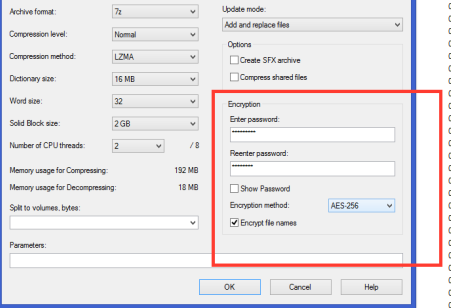 Archive format: 7z
Compression level: Normal
Compression method: LZMA
Dictionary size: 16 MB
Word size: 32
Solid Block size: 2 GB
Number of CPU threads: 2 / 8
Memory usage for Compressing: 192 MB
Memory usage for Decompressing: 18 MB
Split to volumes, bytes:
Parameters:
Update mode:
Add and replace files
Options
Create SFX archive
Compress shared files
Encryption
Enter password:
*********
Reenter password:
********
Show Password
Encryption method: AES-256
Encrypt file names
OK Cancel Help